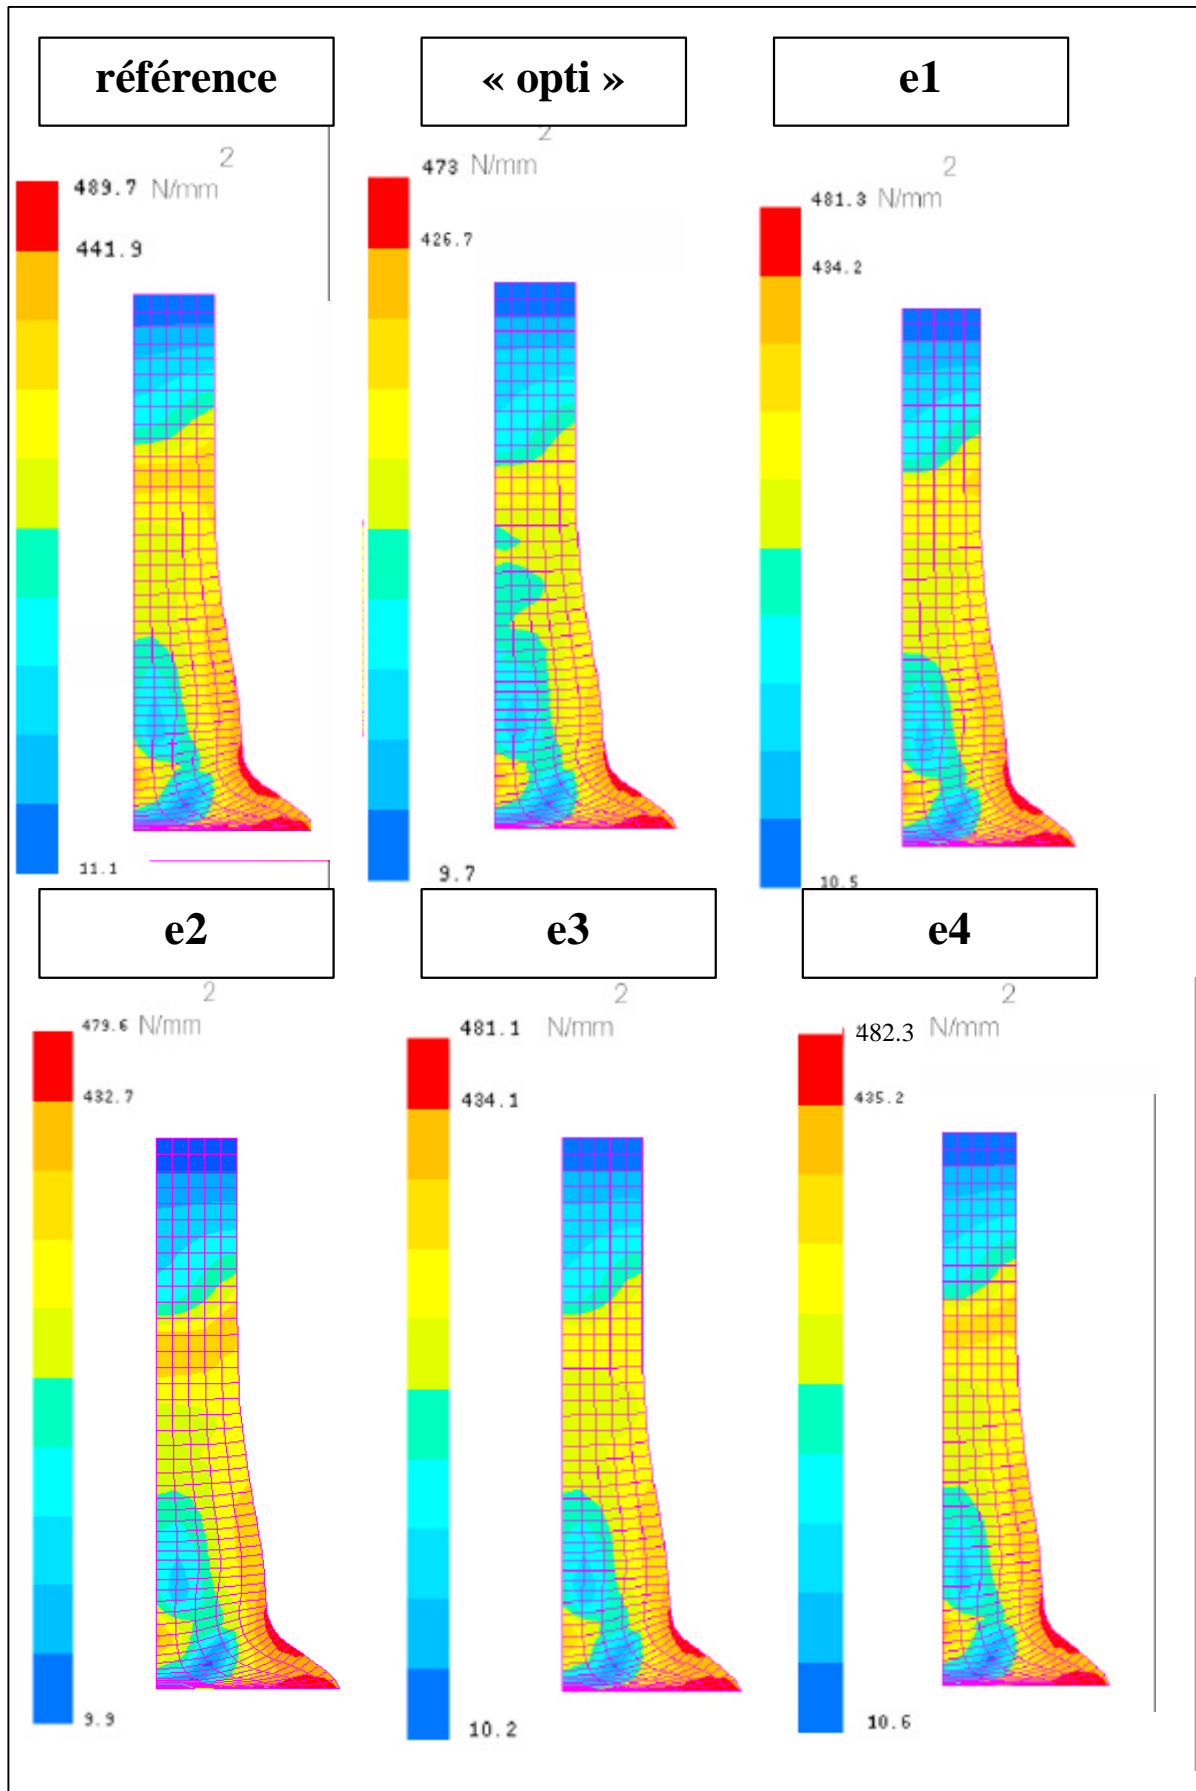 référence
2
489.7 N/mm
441.9
11.1
« opti »
2
473 N/mm
426.7
9.7
e1
2
481.3 N/mm
434.2
10.5
e2
2
479.6 N/mm
432.7
9.9
e3
2
481.1 N/mm
434.1
10.2
e4
2
482.3 N/mm
435.2
10.6